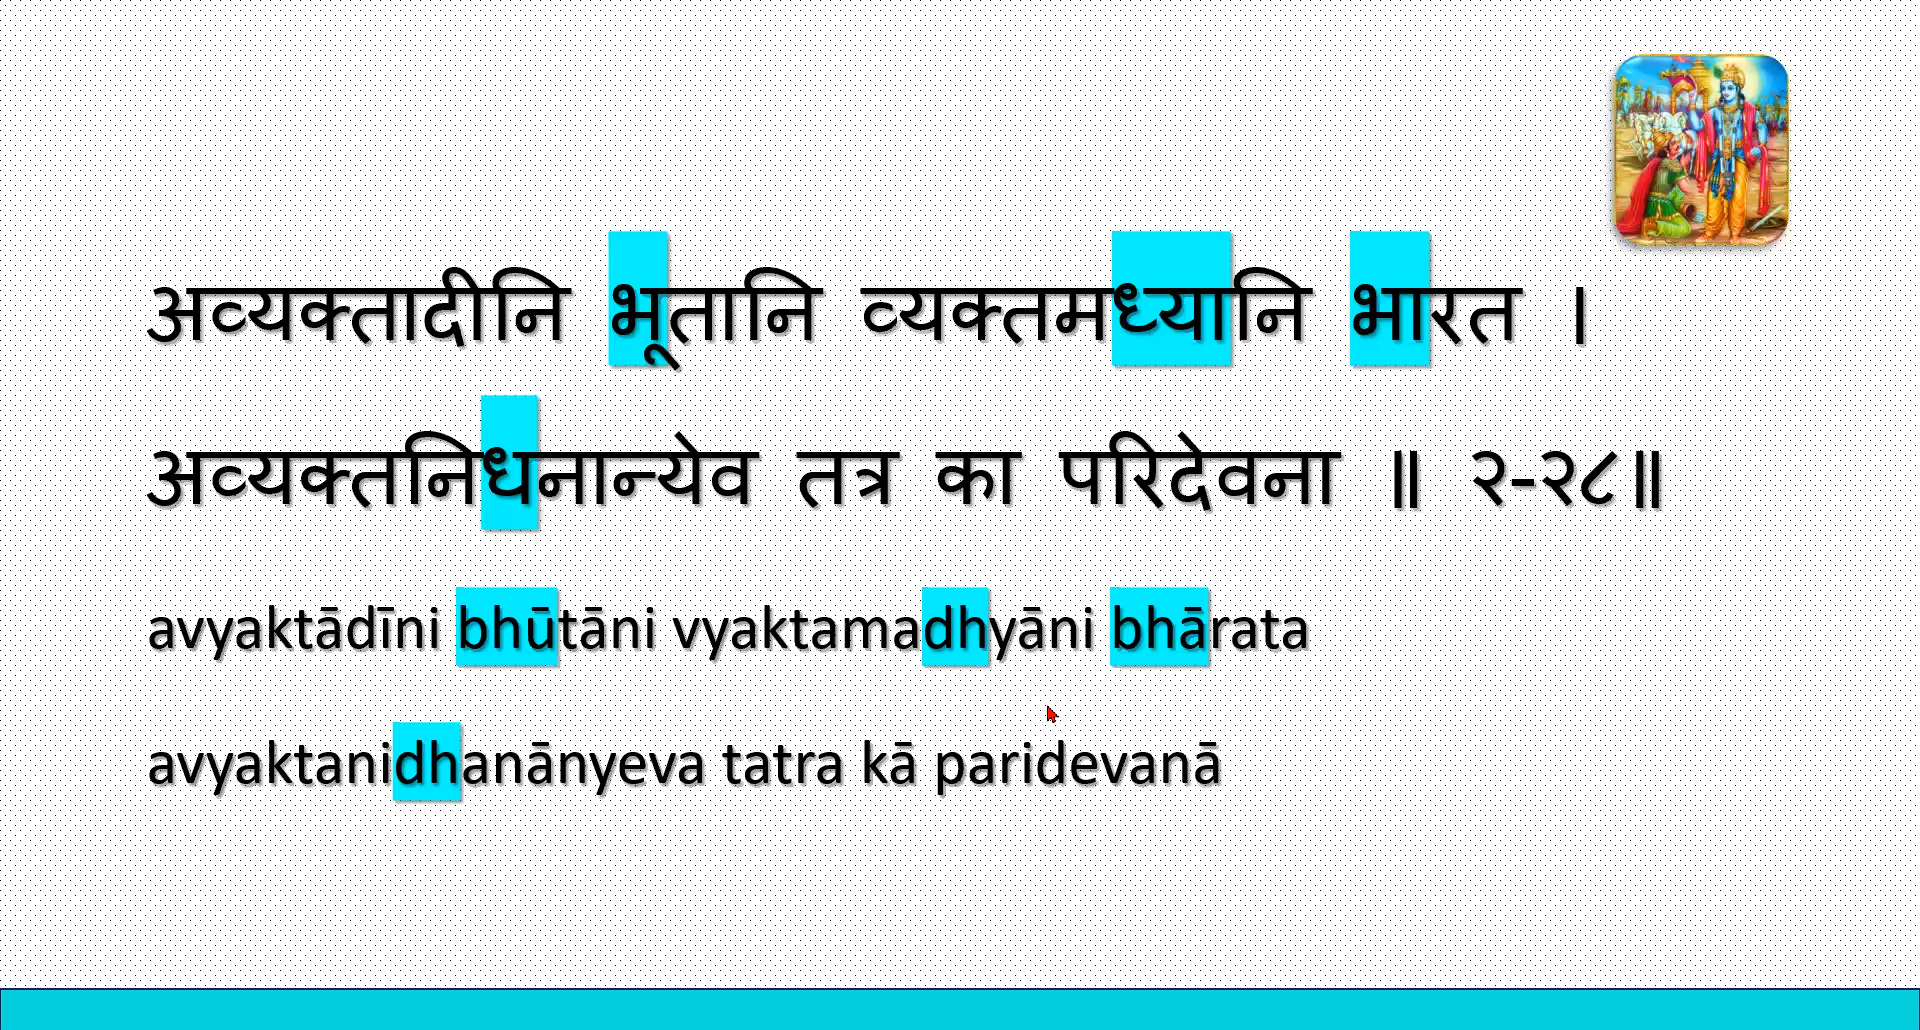 अव्यक्तादीनि भूतानि व्यक्तमध्यानि भारत ।
अव्यक्तनिधनान्येव तत्र का परिदेवना ॥ २-२८॥
avyaktādīni bhūtāni vyaktamadhyāni bhārata
avyaktanidhanānyeva tatra kā paridevanā